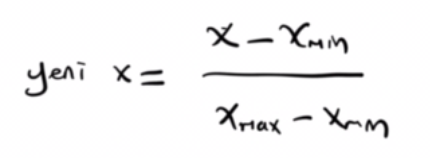 yeni x = (x - xmin) / (xmax - xmin)